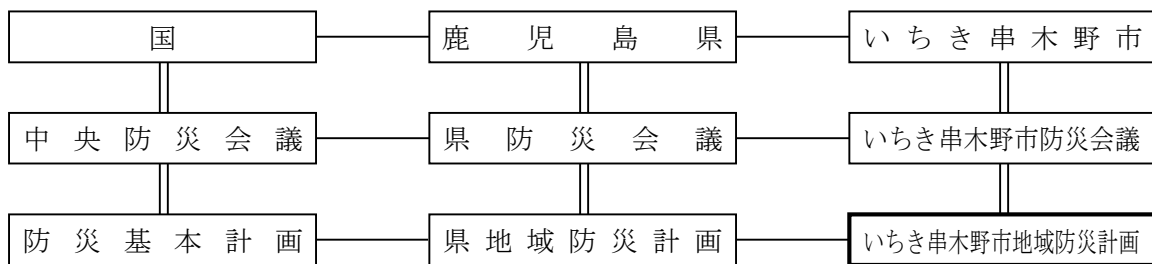 国 鹿児島県 いちき串木野市
中央防災会議 県防災会議 いちき串木野市防災会議
防災基本計画 県地域防災計画 いちき串木野市地域防災計画